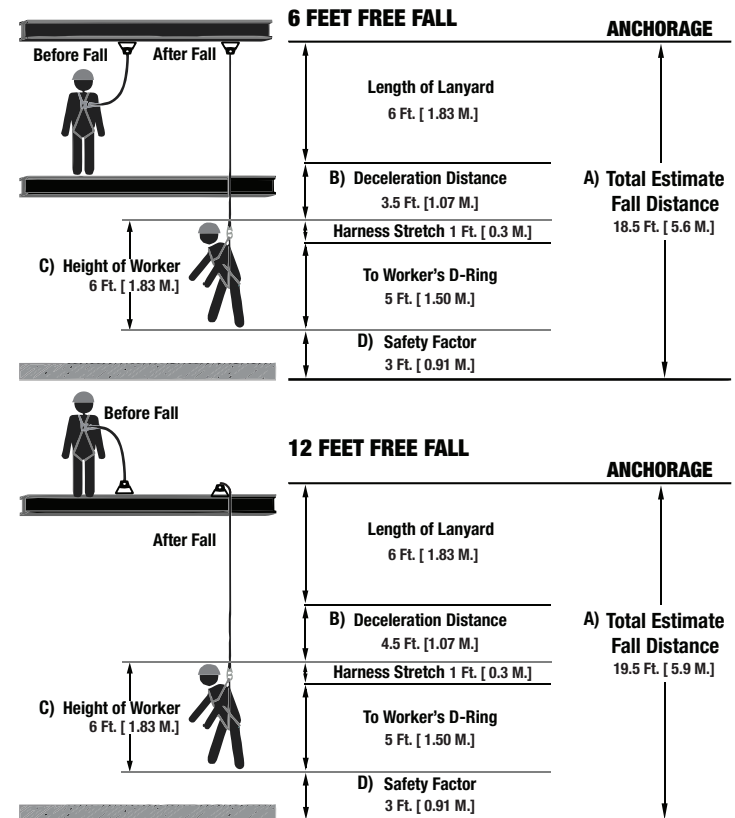 6 FEET FREE FALL
ANCHORAGE
Before Fall
After Fall
Length of Lanyard
6 Ft. [ 1.83 M.]
B) Deceleration Distance
3.5 Ft. [1.07 M.]
A) Total Estimate
Fall Distance
18.5 Ft. [ 5.6 M.]
Harness Stretch 1 Ft. [ 0.3 M.]
C) Height of Worker
6 Ft. [ 1.83 M.]
To Worker's D-Ring
5 Ft. [ 1.50 M.]
D) Safety Factor
3 Ft. [ 0.91 M.]
Before Fall
12 FEET FREE FALL
ANCHORAGE
After Fall
Length of Lanyard
6 Ft. [ 1.83 M.]
B) Deceleration Distance
4.5 Ft. [1.07 M.]
A) Total Estimate
Fall Distance
19.5 Ft. [ 5.9 M.]
Harness Stretch 1 Ft. [ 0.3 M.]
C) Height of Worker
6 Ft. [ 1.83 M.]
To Worker's D-Ring
5 Ft. [ 1.50 M.]
D) Safety Factor
3 Ft. [ 0.91 M.]